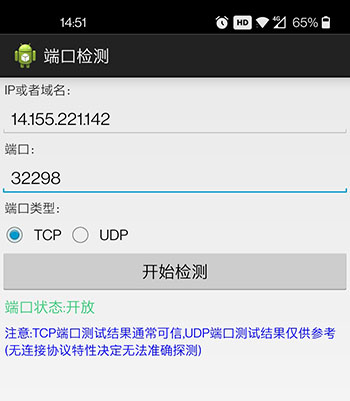 14:51
HD
4G
65%
端口检测
IP或者域名:
14.155.221.142
端口:
32298
端口类型:
TCP UDP
开始检测
端口状态:开放
注意:TCP端口测试结果通常可信,UDP端口测试结果仅供参考
(无连接协议特性决定无法准确探测)